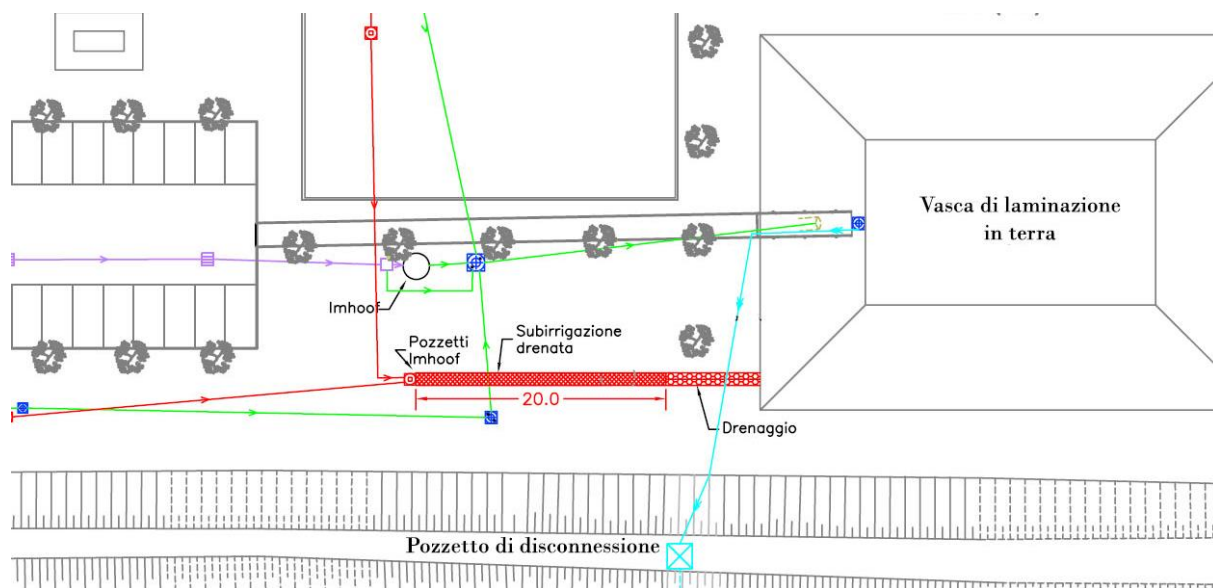 Vasca di laminazione
in terra
Imhoof
Pozzetti
Imhoof
Subirrigazione
drenata
20.0
Drenaggio
Pozzetto di disconnessione